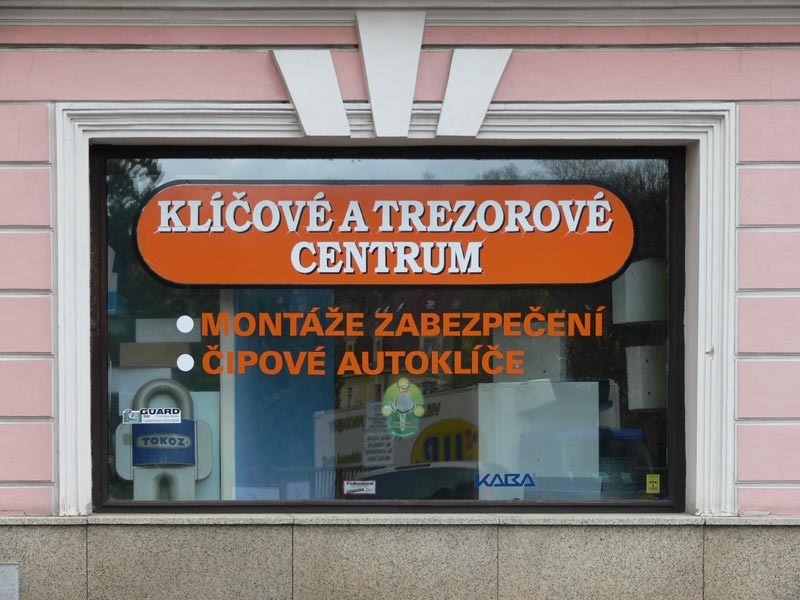 KLÍČOVÉ A TREZOROVÉ
CENTRUM
MONTÁŽE ZABEZPEČENÍ
ČIPOVÉ AUTOKLÍČE
GUARD
TOKOZ
KABA